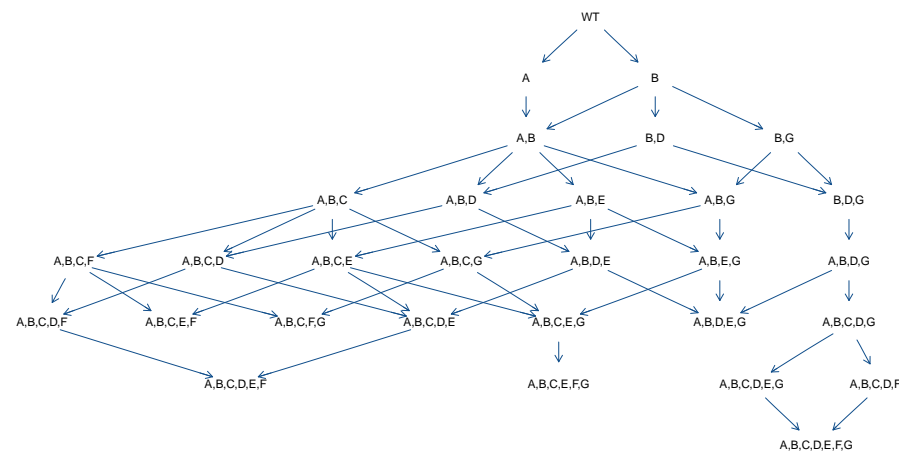 WT
A
B
A,B
B,D
B,G
A,B,C
A,B,D
A,B,E
A,B,G
B,D,G
A,B,C,F
A,B,C,D
A,B,C,E
A,B,C,G
A,B,D,E
A,B,E,G
A,B,D,G
A,B,C,D,F
A,B,C,E,F
A,B,C,F,G
A,B,C,D,E
A,B,C,E,G
A,B,D,E,G
A,B,C,D,G
A,B,C,D,E,F
A,B,C,E,F,G
A,B,C,D,E,G
A,B,C,D,F
A,B,C,D,E,F,G